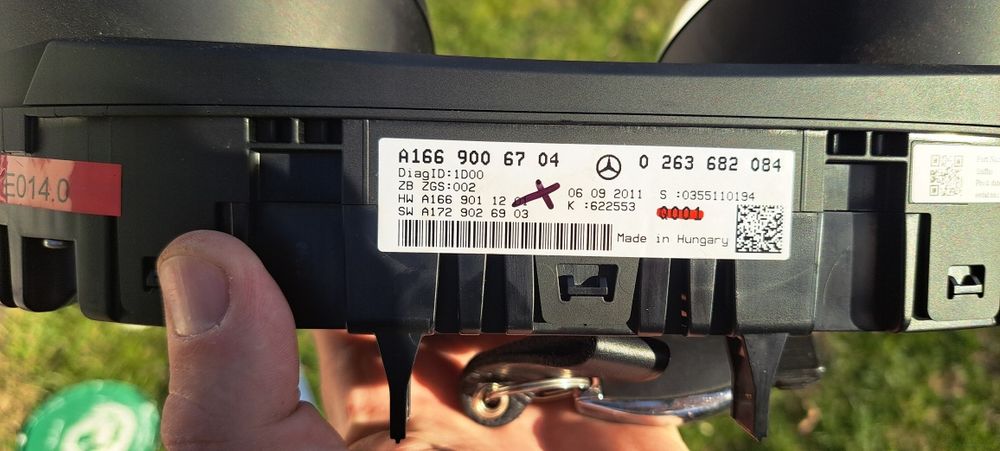 A166 900 67 04
0 263 682 084
DiagID:1D00
ZB ZGS:002
HW A166 901 12
SW A172 902 69 03
06 09 2011
K :622553
S :0355110194
Q001
Made in Hungary
E014.0